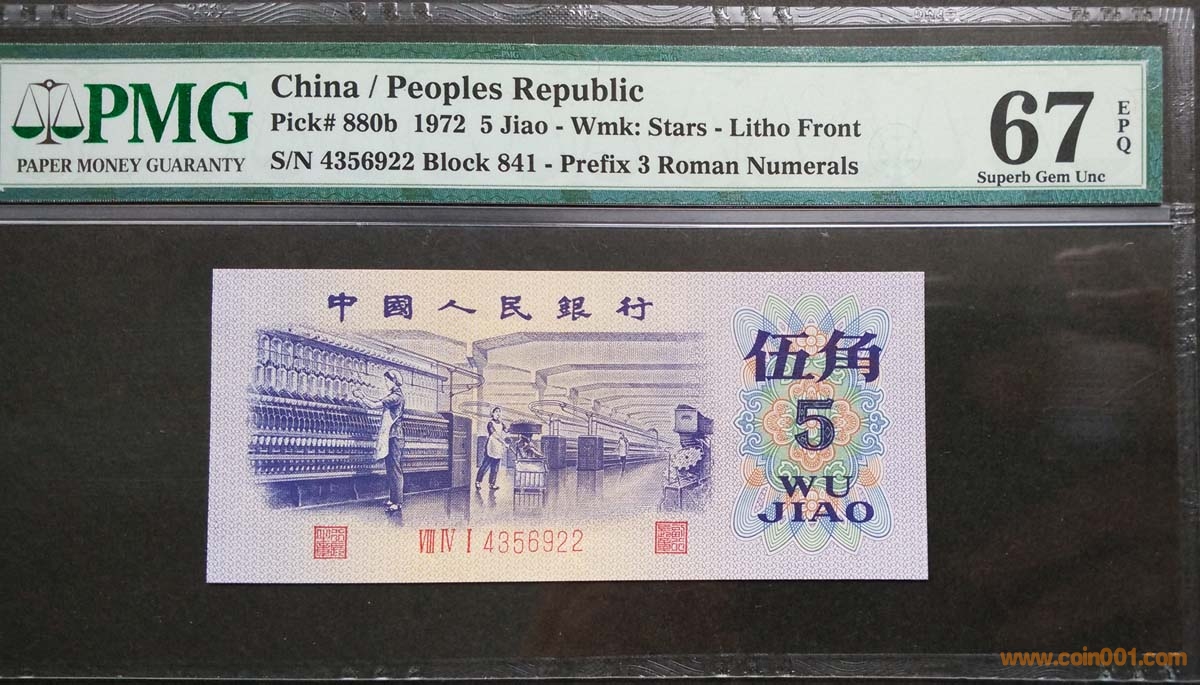 PMG
PAPER MONEY GUARANTY
China / Peoples Republic
Pick# 880b 1972 5 Jiao - Wmk: Stars - Litho Front
S/N 4356922 Block 841 - Prefix 3 Roman Numerals
67
EPQ
Superb Gem Unc
中國人民銀行
伍角
5
WU
JIAO
VIII IV I 4356922
www.coin001.com